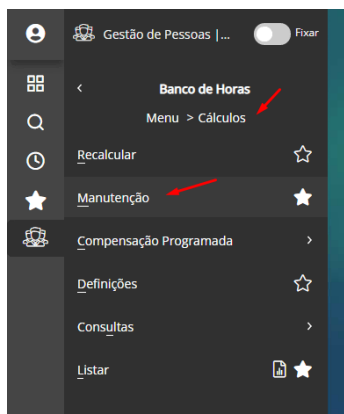 Gestão de Pessoas |... Fixar
Banco de Horas
Menu > Cálculos
Recalcular
Manutenção
Compensação Programada
Definições
Consultas
Listar